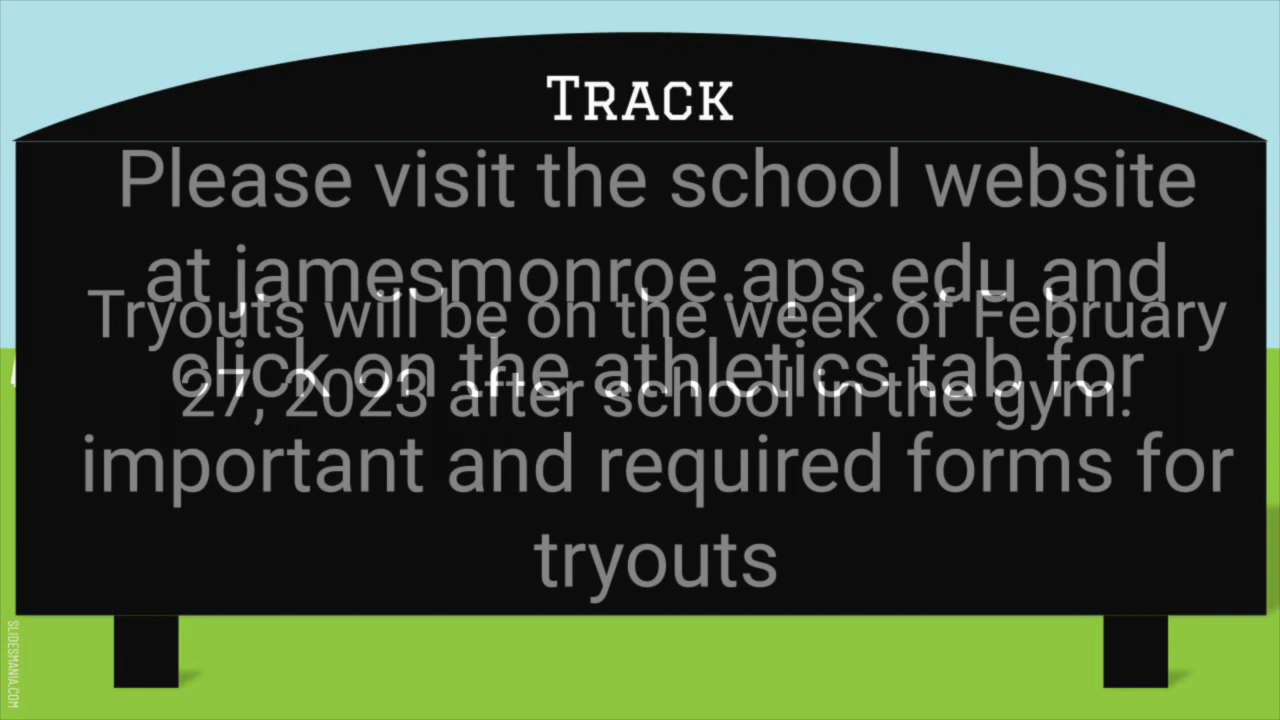 Track
Please visit the school website
at jamesmonroe.aps.edu and
click on the athletics tab for
important and required forms for
tryouts
Tryouts will be on the week of February
27, 2023 after school in the gym!
SLIDESMANIA.COM